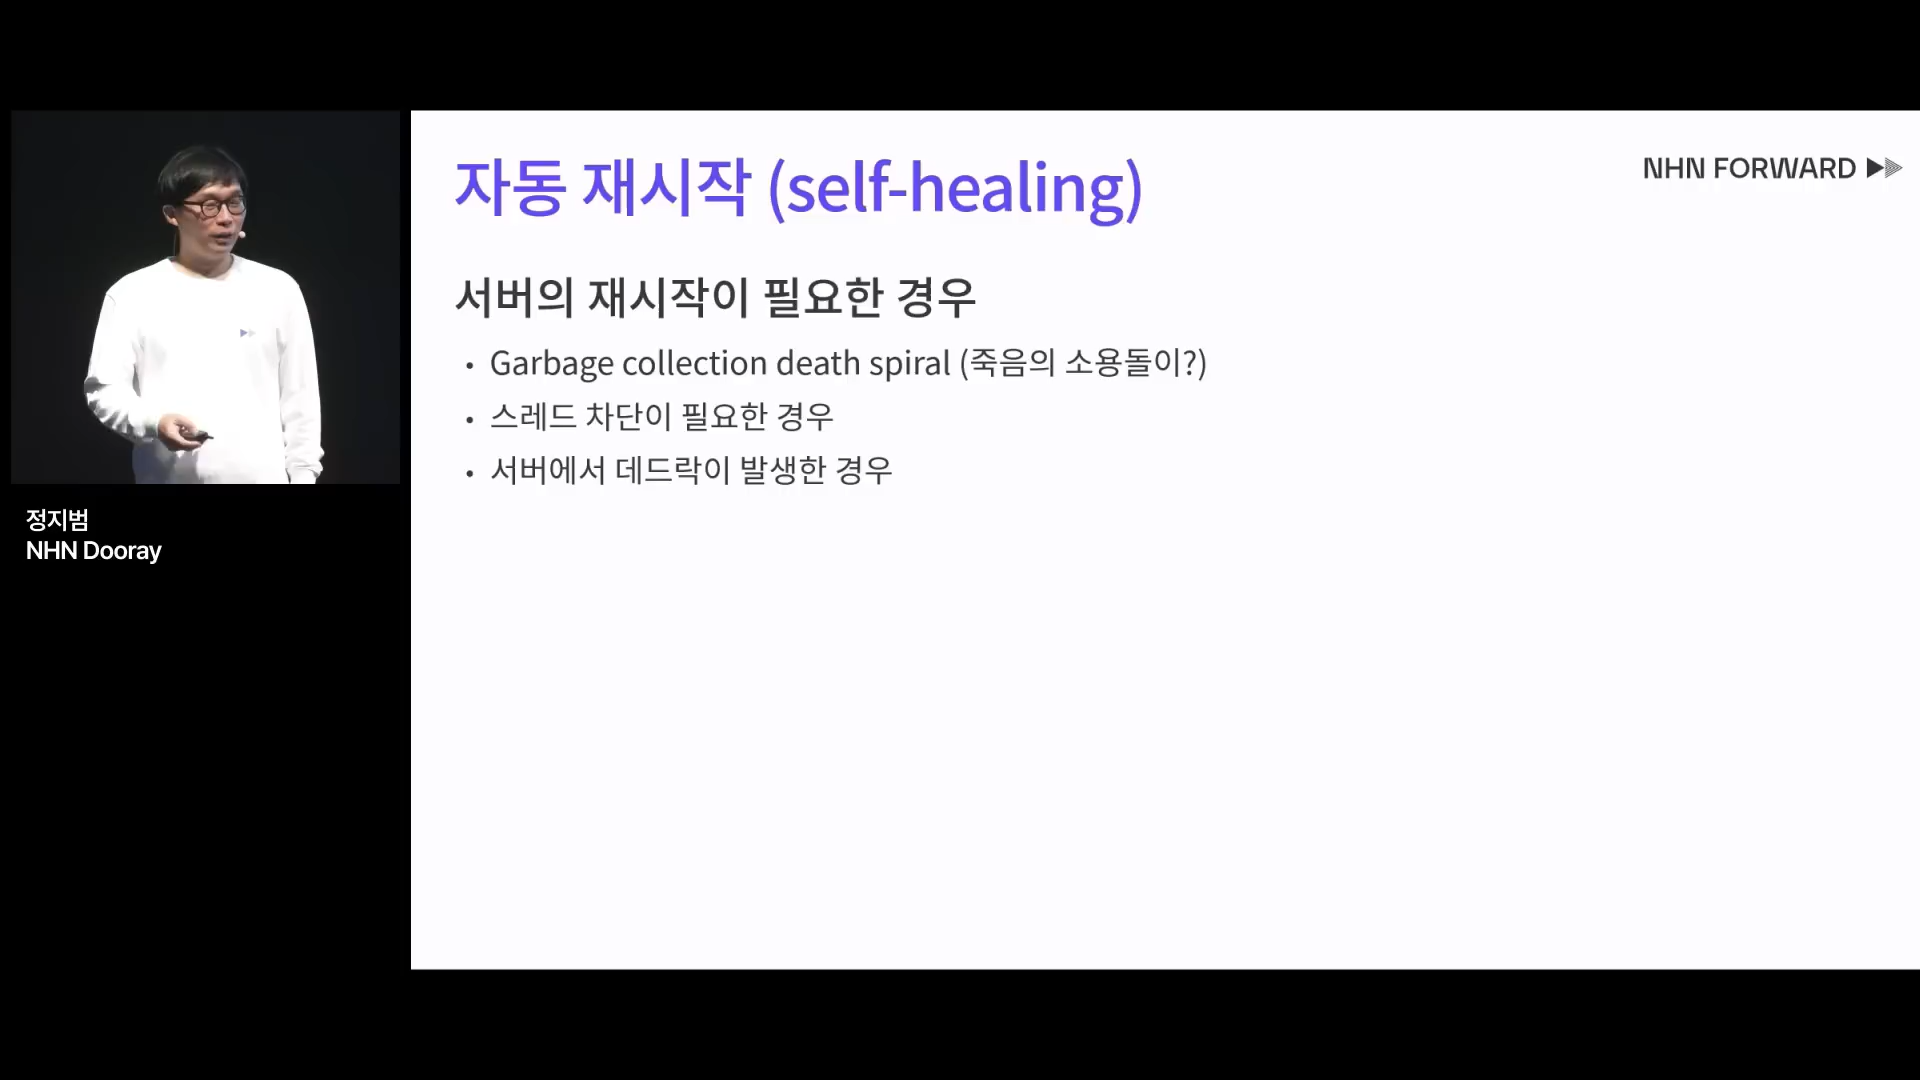 자동 재시작 (self-healing)
NHN FORWARD
서버의 재시작이 필요한 경우
• Garbage collection death spiral (죽음의 소용돌이?)
• 스레드 차단이 필요한 경우
• 서버에서 데드락이 발생한 경우
정지범
NHN Dooray